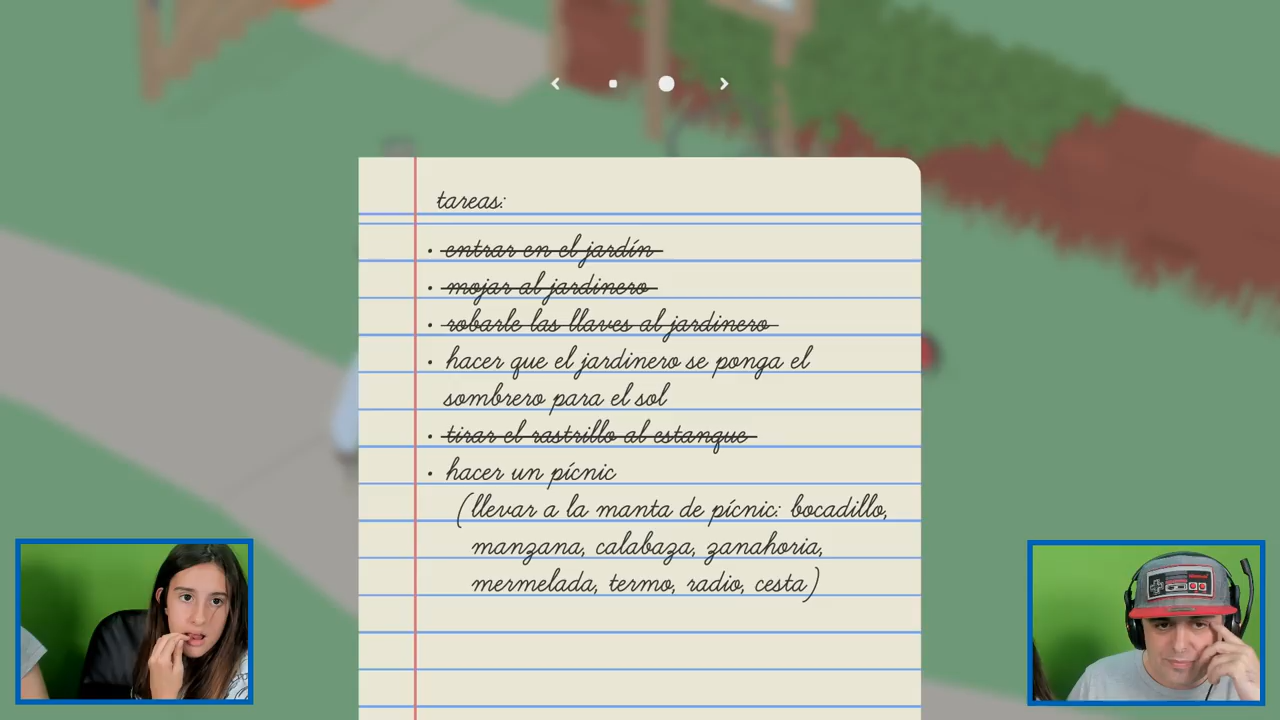 tareas:
• entrar en el jardín
• mojar al jardinero
• robarle las llaves al jardinero
• hacer que el jardinero se ponga el
sombrero para el sol
• tirar el rastrillo al estanque
• hacer un pícnic
(llevar a la manta de pícnic: bocadillo,
manzana, calabaza, zanahoria,
mermelada, termo, radio, cesta)